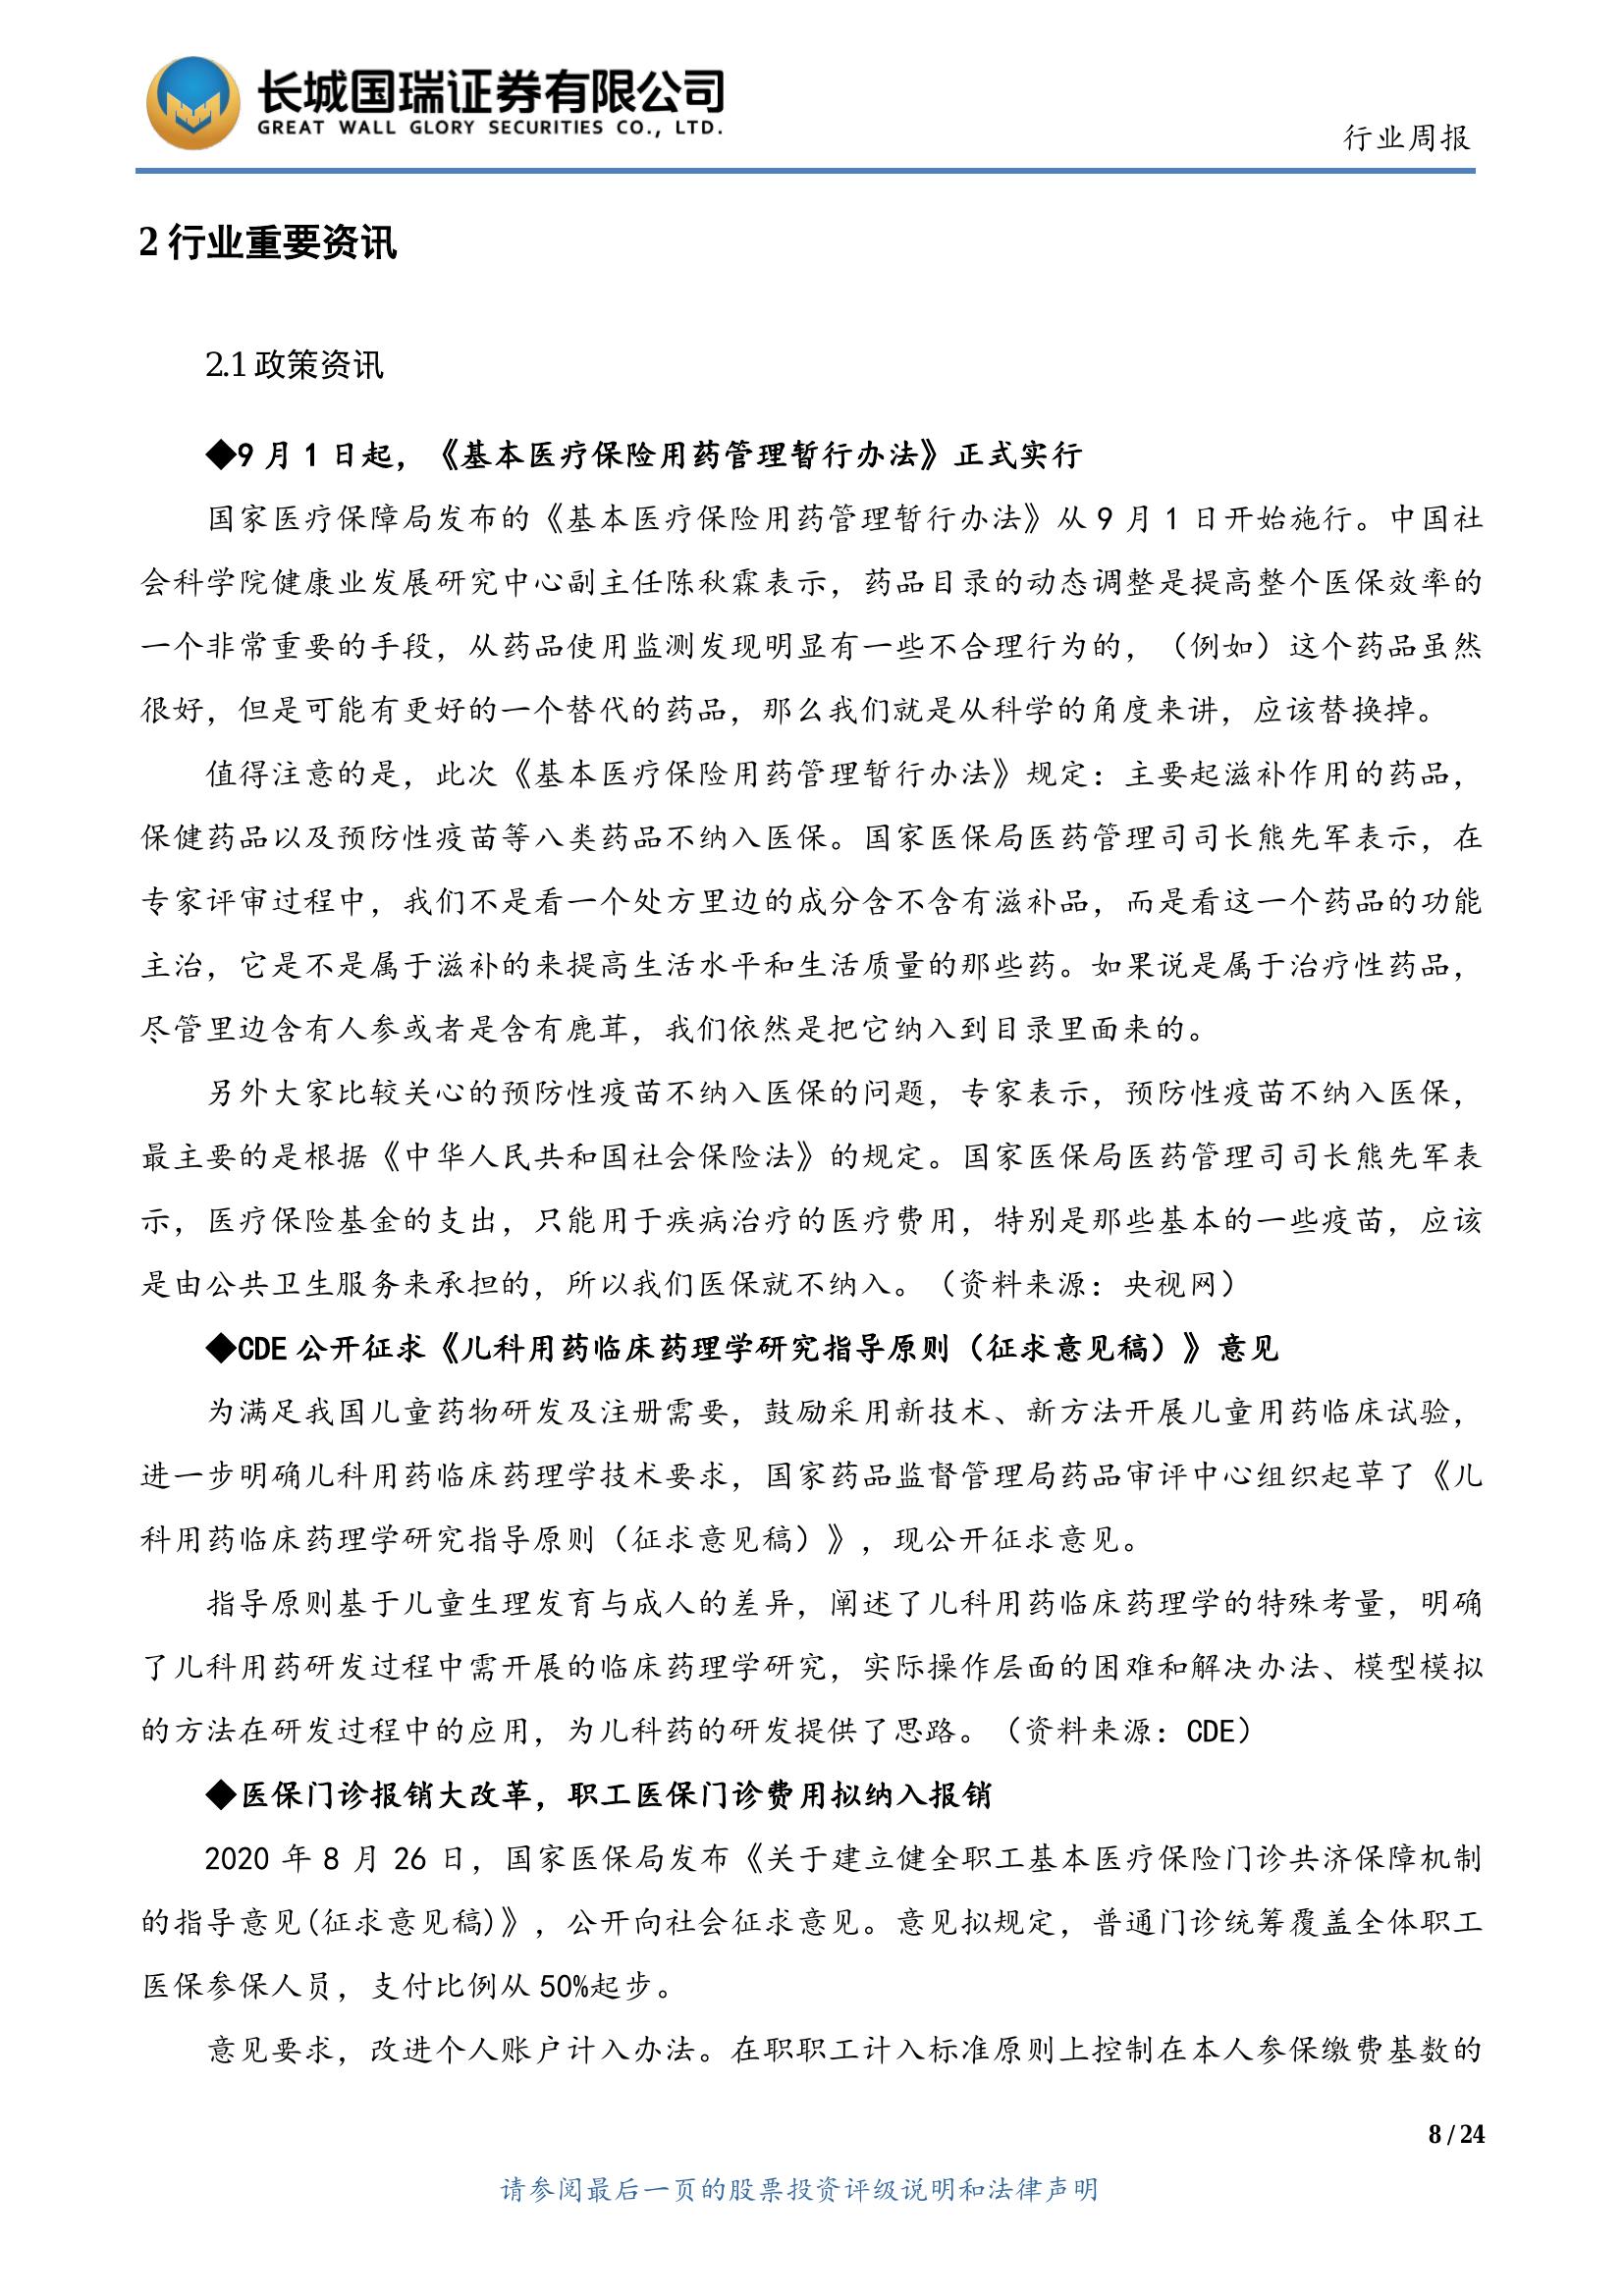 长城国瑞证券有限公司
GREAT WALL GLORY SECURITIES CO., LTD.
行业周报
2 行业重要资讯
2.1 政策资讯
◆9 月 1 日起，《基本医疗保险用药管理暂行办法》正式实行
国家医疗保障局发布的《基本医疗保险用药管理暂行办法》从 9 月 1 日开始施行。中国社
会科学院健康业发展研究中心副主任陈秋霖表示，药品目录的动态调整是提高整个医保效率的
一个非常重要的手段，从药品使用监测发现明显有一些不合理行为的，（例如）这个药品虽然
很好，但是可能有更好的一个替代的药品，那么我们就是从科学的角度来讲，应该替换掉。
值得注意的是，此次《基本医疗保险用药管理暂行办法》规定：主要起滋补作用的药品，
保健药品以及预防性疫苗等八类药品不纳入医保。国家医保局医药管理司司长熊先军表示，在
专家评审过程中，我们不是看一个处方里边的成分含不含有滋补品，而是看这一个药品的功能
主治，它是不是属于滋补的来提高生活水平和生活质量的那些药。如果说是属于治疗性药品，
尽管里边含有人参或者是含有鹿茸，我们依然是把它纳入到目录里面来的。
另外大家比较关心的预防性疫苗不纳入医保的问题，专家表示，预防性疫苗不纳入医保，
最主要的是根据《中华人民共和国社会保险法》的规定。国家医保局医药管理司司长熊先军表
示，医疗保险基金的支出，只能用于疾病治疗的医疗费用，特别是那些基本的一些疫苗，应该
是由公共卫生服务来承担的，所以我们医保就不纳入。（资料来源：央视网）
◆CDE 公开征求《儿科用药临床药理学研究指导原则（征求意见稿）》意见
为满足我国儿童药物研发及注册需要，鼓励采用新技术、新方法开展儿童用药临床试验，
进一步明确儿科用药临床药理学技术要求，国家药品监督管理局药品审评中心组织起草了《儿
科用药临床药理学研究指导原则（征求意见稿）》，现公开征求意见。
指导原则基于儿童生理发育与成人的差异，阐述了儿科用药临床药理学的特殊考量，明确
了儿科用药研发过程中需开展的临床药理学研究，实际操作层面的困难和解决办法、模型模拟
的方法在研发过程中的应用，为儿科药的研发提供了思路。（资料来源：CDE）
◆医保门诊报销大改革，职工医保门诊费用拟纳入报销
2020 年 8 月 26 日，国家医保局发布《关于建立健全职工基本医疗保险门诊共济保障机制
的指导意见(征求意见稿)》，公开向社会征求意见。意见拟规定，普通门诊统筹覆盖全体职工
医保参保人员，支付比例从 50%起步。
意见要求，改进个人账户计入办法。在职职工计入标准原则上控制在本人参保缴费基数的
8 / 24
请参阅最后一页的股票投资评级说明和法律声明